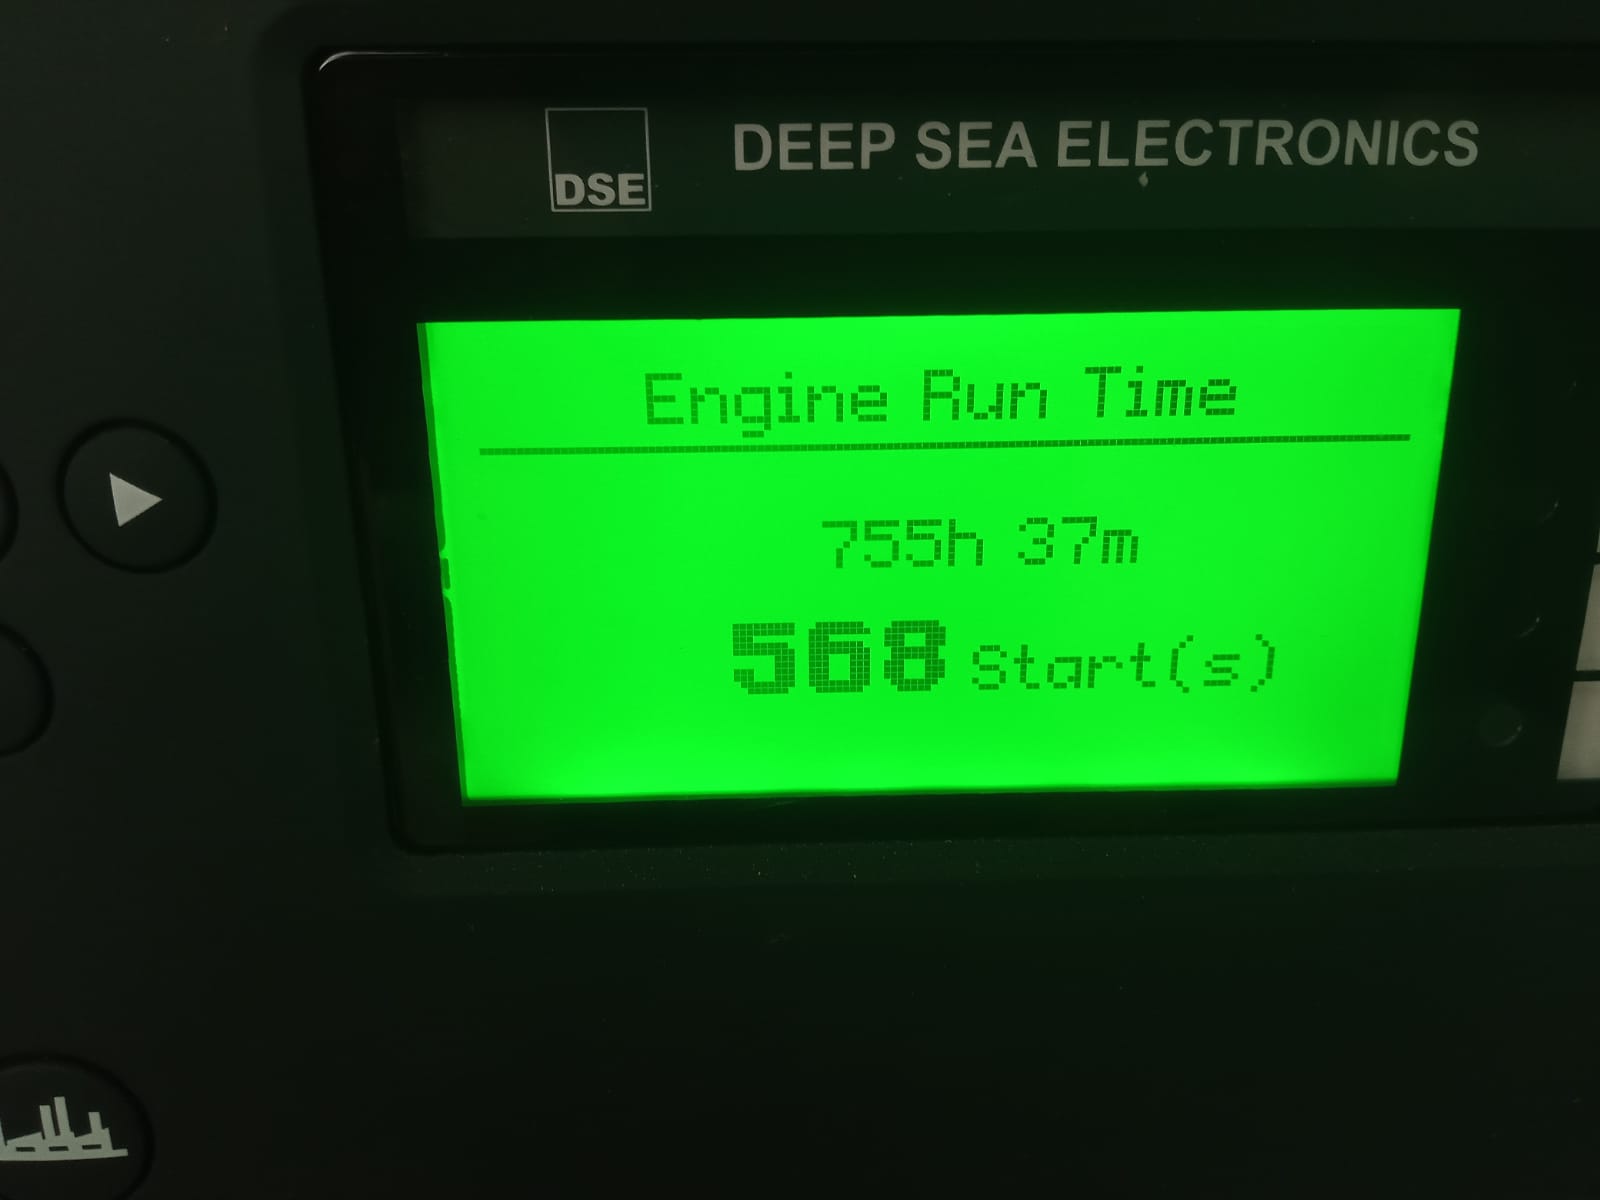 DSE
DEEP SEA ELECTRONICS
Engine Run Time
755h 37m
568 Start(s)